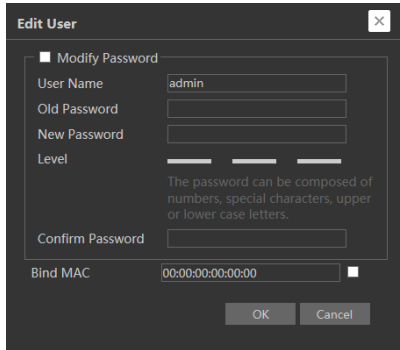 Edit User
Modify Password
User Name admin
Old Password
New Password
Level
The password can be composed of
numbers, special characters, upper
or lower case letters.
Confirm Password
Bind MAC 00:00:00:00:00:00
OK Cancel